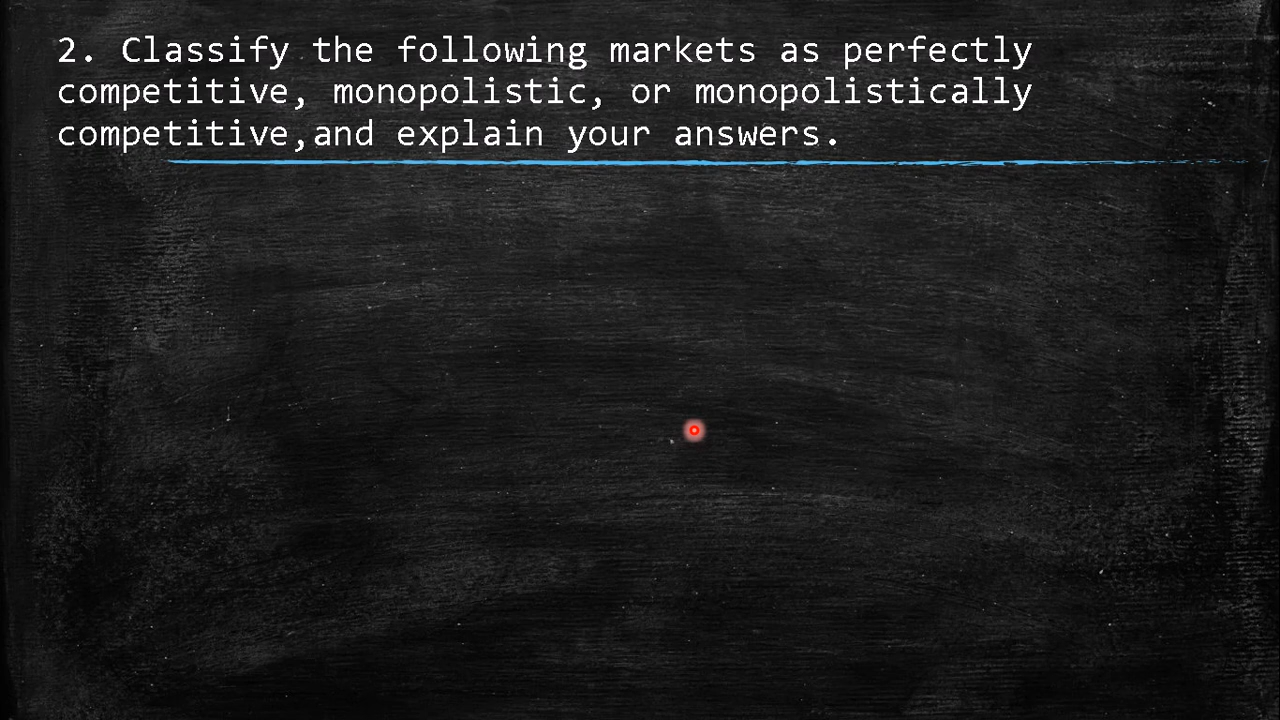 2. Classify the following markets as perfectly
competitive, monopolistic, or monopolistically
competitive,and explain your answers.